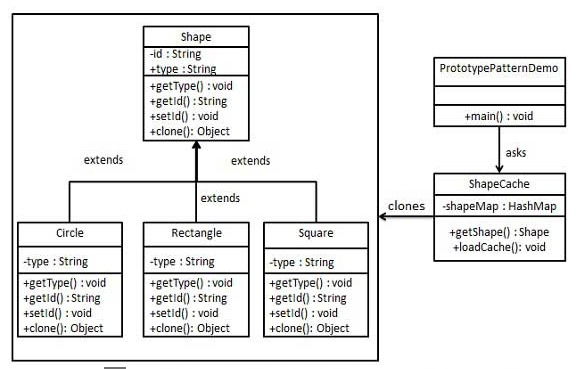 Shape
-id : String
+type : String
+getType() : void
+getId() : String
+setId() : void
+clone(): Object
extends
extends
extends
Circle
-type : String
+getType() : void
+getId() : String
+setId() : void
+clone(): Object
Rectangle
-type : String
+getType() : void
+getId() : String
+setId() : void
+clone(): Object
Square
-type : String
+getType() : void
+getId() : String
+setId() : void
+clone(): Object
PrototypePatternDemo
+main() : void
asks
ShapeCache
-shapeMap : HashMap
+getShape() : Shape
+loadCache(): void
clones